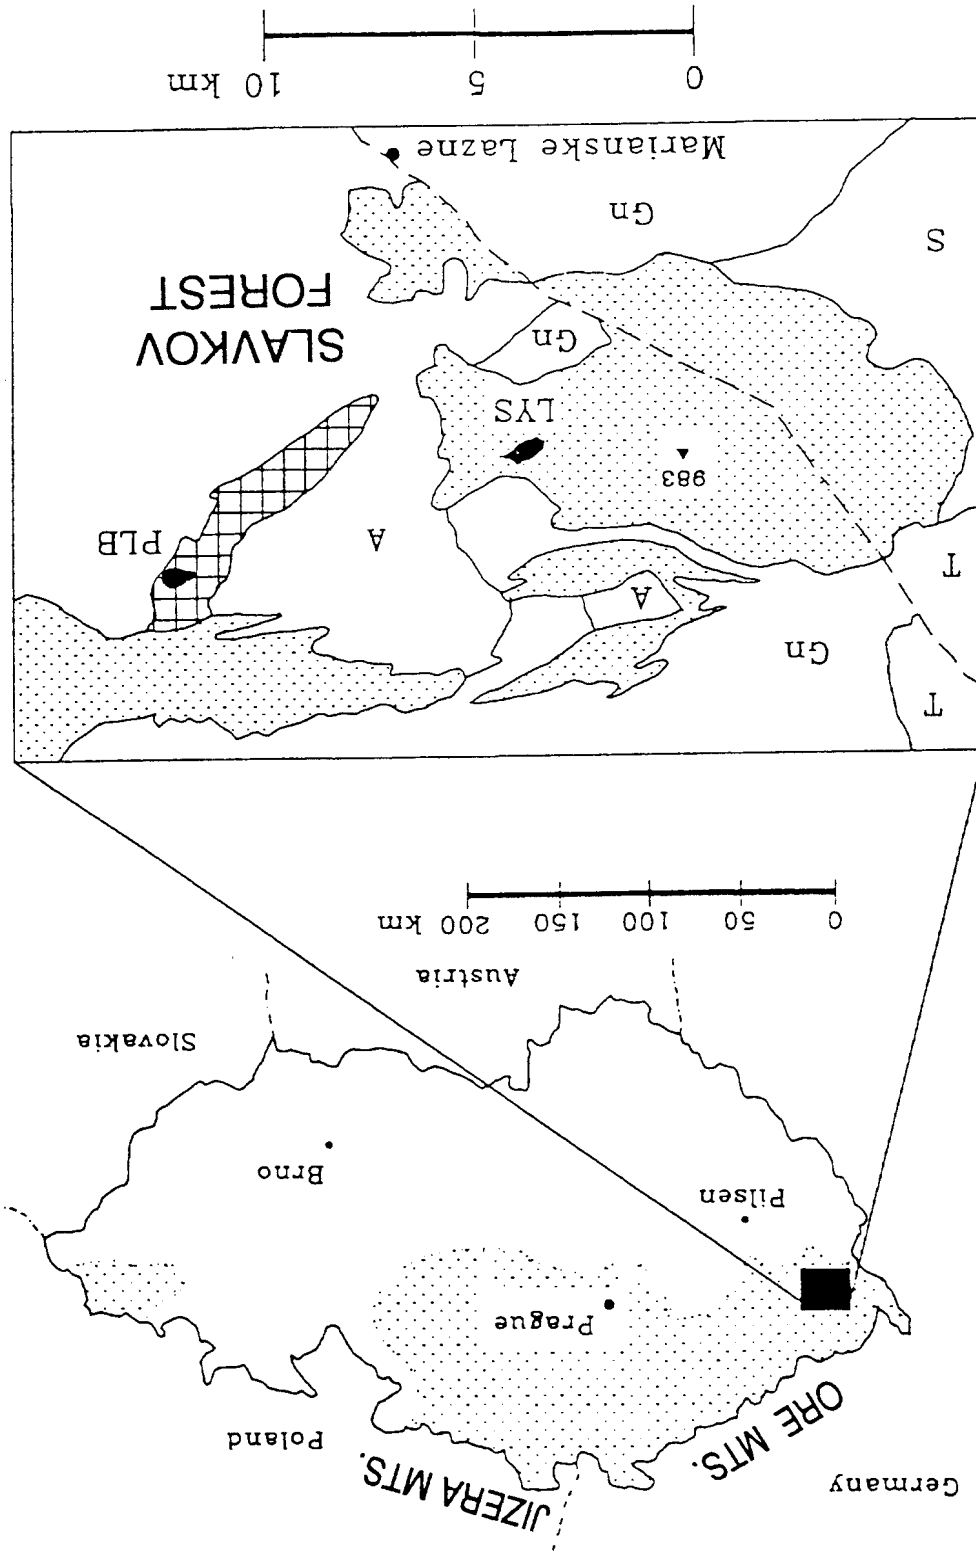 Germany
ORE MTS.
JIZERA MTS.
Poland
Prague
Pilsen
Brno
Slovakia
Austria
0 50 100 150 200 km
T
Gn
T
A
PLB
A
983
LYS
Gn
SLAVKOV
FOREST
S
Gn
Marianske Lazne
0 5 10 km